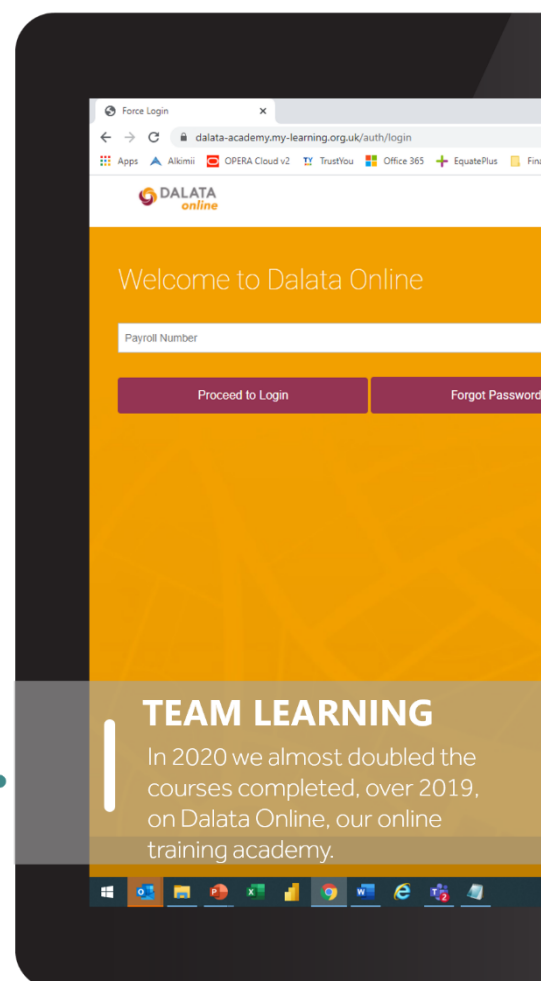 Force Login
dalata-academy.my-learning.org.uk/auth/login
Apps Alkimii OPERA Cloud v2 TrustYou Office 365 EquatePlus
DALATA
online
Welcome to Dalata Online
Payroll Number
Proceed to Login Forgot Password
TEAM LEARNING
In 2020 we almost doubled the
courses completed, over 2019,
on Dalata Online, our online
training academy.